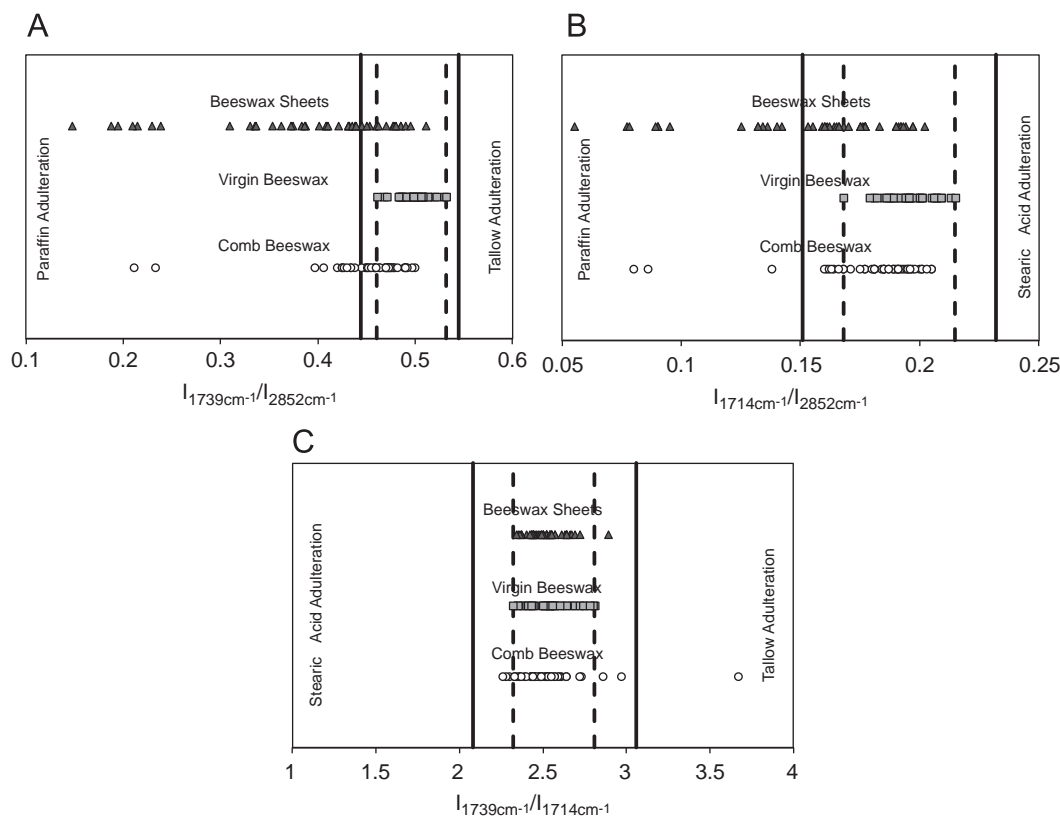 A
Beeswax Sheets
Virgin Beeswax
Comb Beeswax
Paraffin Adulteration
Tallow Adulteration
0.1 0.2 0.3 0.4 0.5 0.6
I1739cm-1/I2852cm-1
B
Beeswax Sheets
Virgin Beeswax
Comb Beeswax
Paraffin Adulteration
Stearic Acid Adulteration
0.05 0.1 0.15 0.2 0.25
I1714cm-1/I2852cm-1
C
Beeswax Sheets
Virgin Beeswax
Comb Beeswax
Stearic Acid Adulteration
Tallow Adulteration
1 1.5 2 2.5 3 3.5 4
I1739cm-1/I1714cm-1